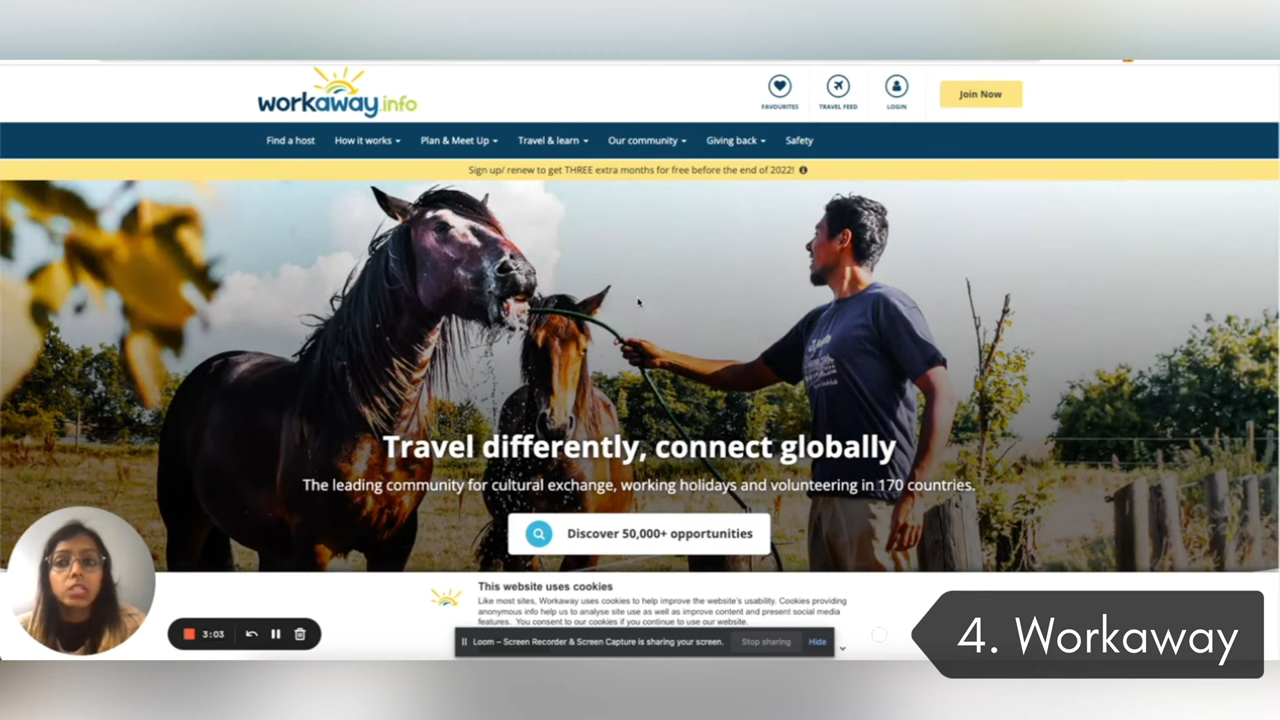 workaway.info
FAVOURITES
TRAVEL FEED
LOGIN
Join Now
Find a host How it works Plan & Meet Up Travel & learn Our community Giving back Safety
Sign up/ renew to get THREE extra months for free before the end of 2022!
Travel differently, connect globally
The leading community for cultural exchange, working holidays and volunteering in 170 countries.
Discover 50,000+ opportunities
This website uses cookies
Like most sites, Workaway uses cookies to help improve the website's usability. Cookies providing
anonymous info help us to analyse site use as well as improve content and present social media
features. You consent to our cookies if you continue to use our website.
3:03
Loom – Screen Recorder & Screen Capture is sharing your screen. Stop sharing Hide
4. Workaway